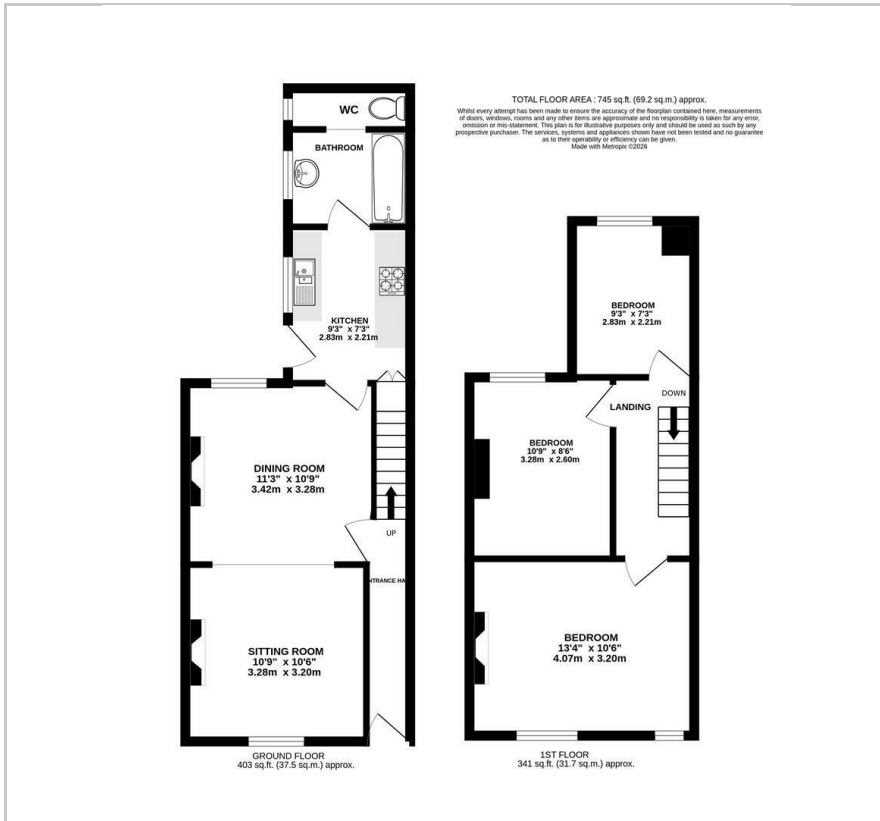 TOTAL FLOOR AREA : 745 sq.ft. (69.2 sq.m.) approx.
Whilst every attempt has been made to ensure the accuracy of the floorplan contained here, measurements
of doors, windows, rooms and any other items are approximate and no responsibility is taken for any error,
omission or mis-statement. This plan is for illustrative purposes only and should be used as such by any
prospective purchaser. The services, systems and appliances shown have not been tested and no guarantee
as to their operability or efficiency can be given.
Made with Metropix ©2026
WC
BATHROOM
KITCHEN
9'3" x 7'3"
2.83m x 2.21m
DINING ROOM
11'3" x 10'9"
3.42m x 3.28m
UP
NTRANCE HA
SITTING ROOM
10'9" x 10'6"
3.28m x 3.20m
GROUND FLOOR
403 sq.ft. (37.5 sq.m.) approx.
BEDROOM
9'3" x 7'3"
2.83m x 2.21m
DOWN
LANDING
BEDROOM
10'9" x 8'6"
3.28m x 2.60m
BEDROOM
13'4" x 10'6"
4.07m x 3.20m
1ST FLOOR
341 sq.ft. (31.7 sq.m.) approx.